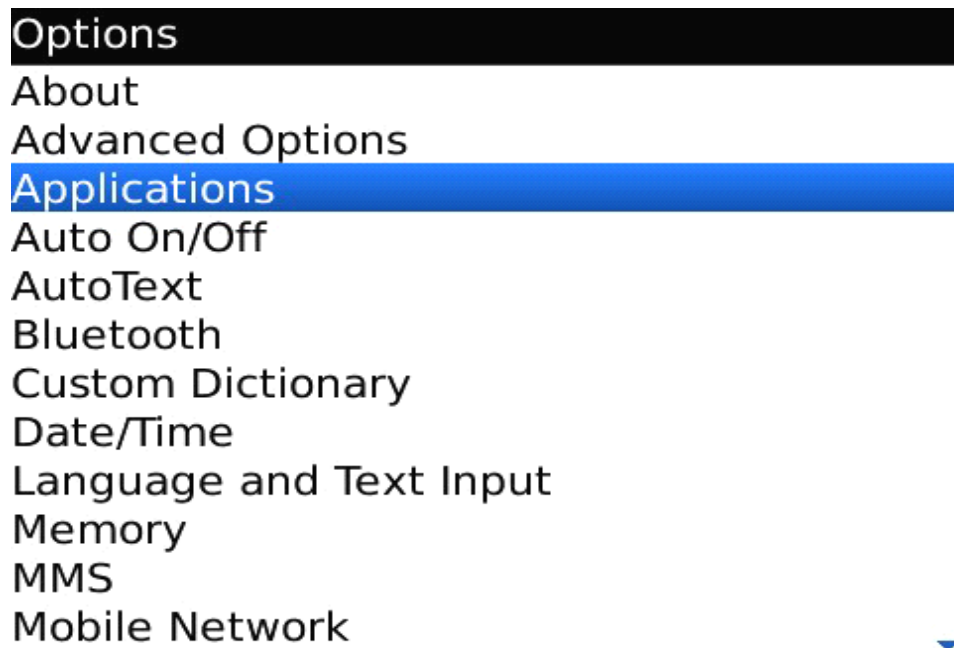 Options
About
Advanced Options
Applications
Auto On/Off
AutoText
Bluetooth
Custom Dictionary
Date/Time
Language and Text Input
Memory
MMS
Mobile Network